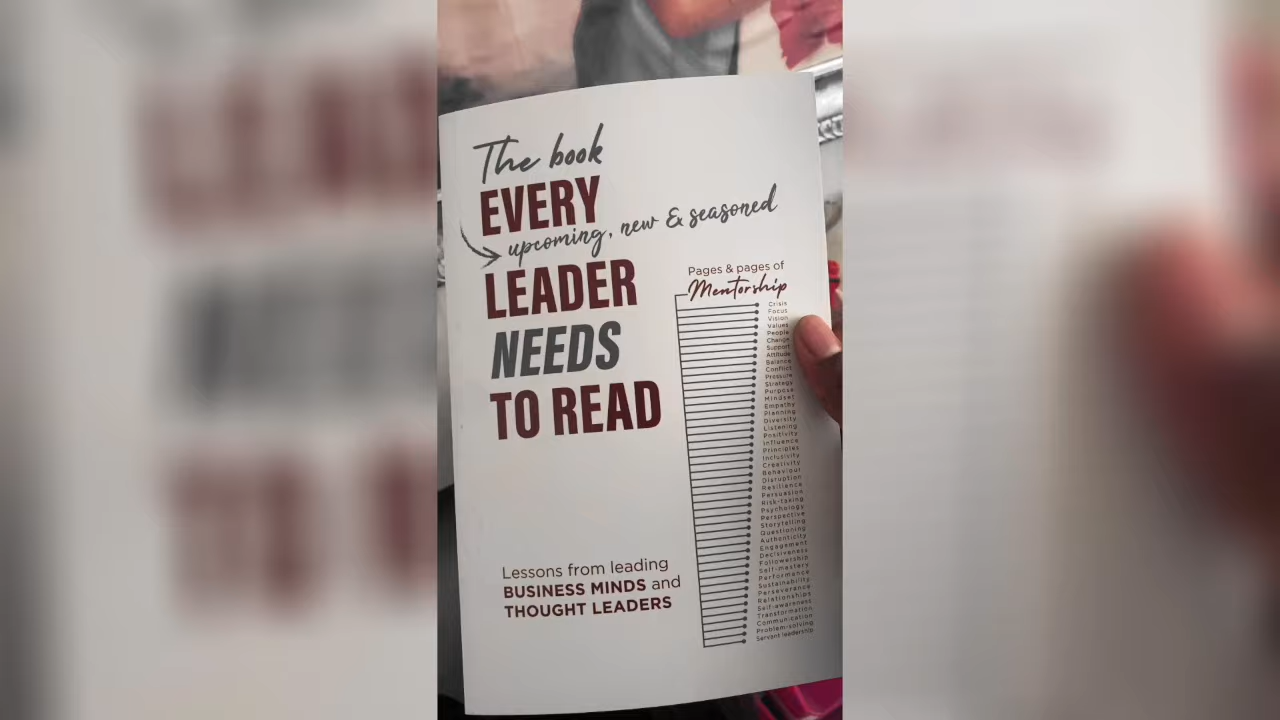 The book
EVERY
upcoming, new & seasoned
LEADER
NEEDS
TO READ
Pages & pages of
Mentorship
Crisis
Focus
Vision
Values
People
Change
Support
Attitude
Balance
Conflict
Pressure
Strategy
Purpose
Mindset
Empathy
Planning
Diversity
Listening
Positivity
Influence
Principles
Inclusivity
Creativity
Behaviour
Disruption
Resilience
Persuasion
Risk-taking
Psychology
Perspective
Storytelling
Questioning
Authenticity
Engagement
Decisiveness
Followership
Self-mastery
Performance
Sustainability
Perseverance
Relationships
Self-awareness
Transformation
Communication
Problem-solving
Servant leadership
Lessons from leading
BUSINESS MINDS and
THOUGHT LEADERS